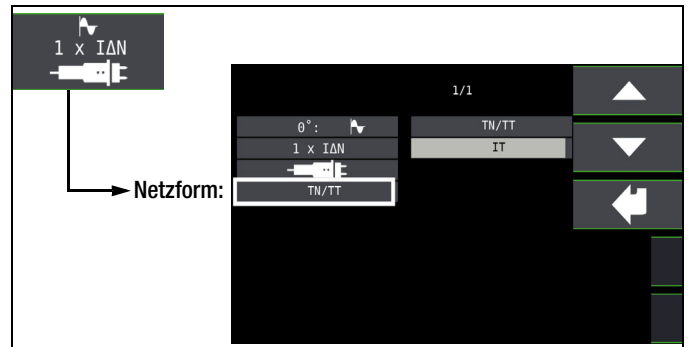 1 x IΔN
1/1
0°:
TN/TT
1 x IΔN
IT
Netzform:
TN/TT